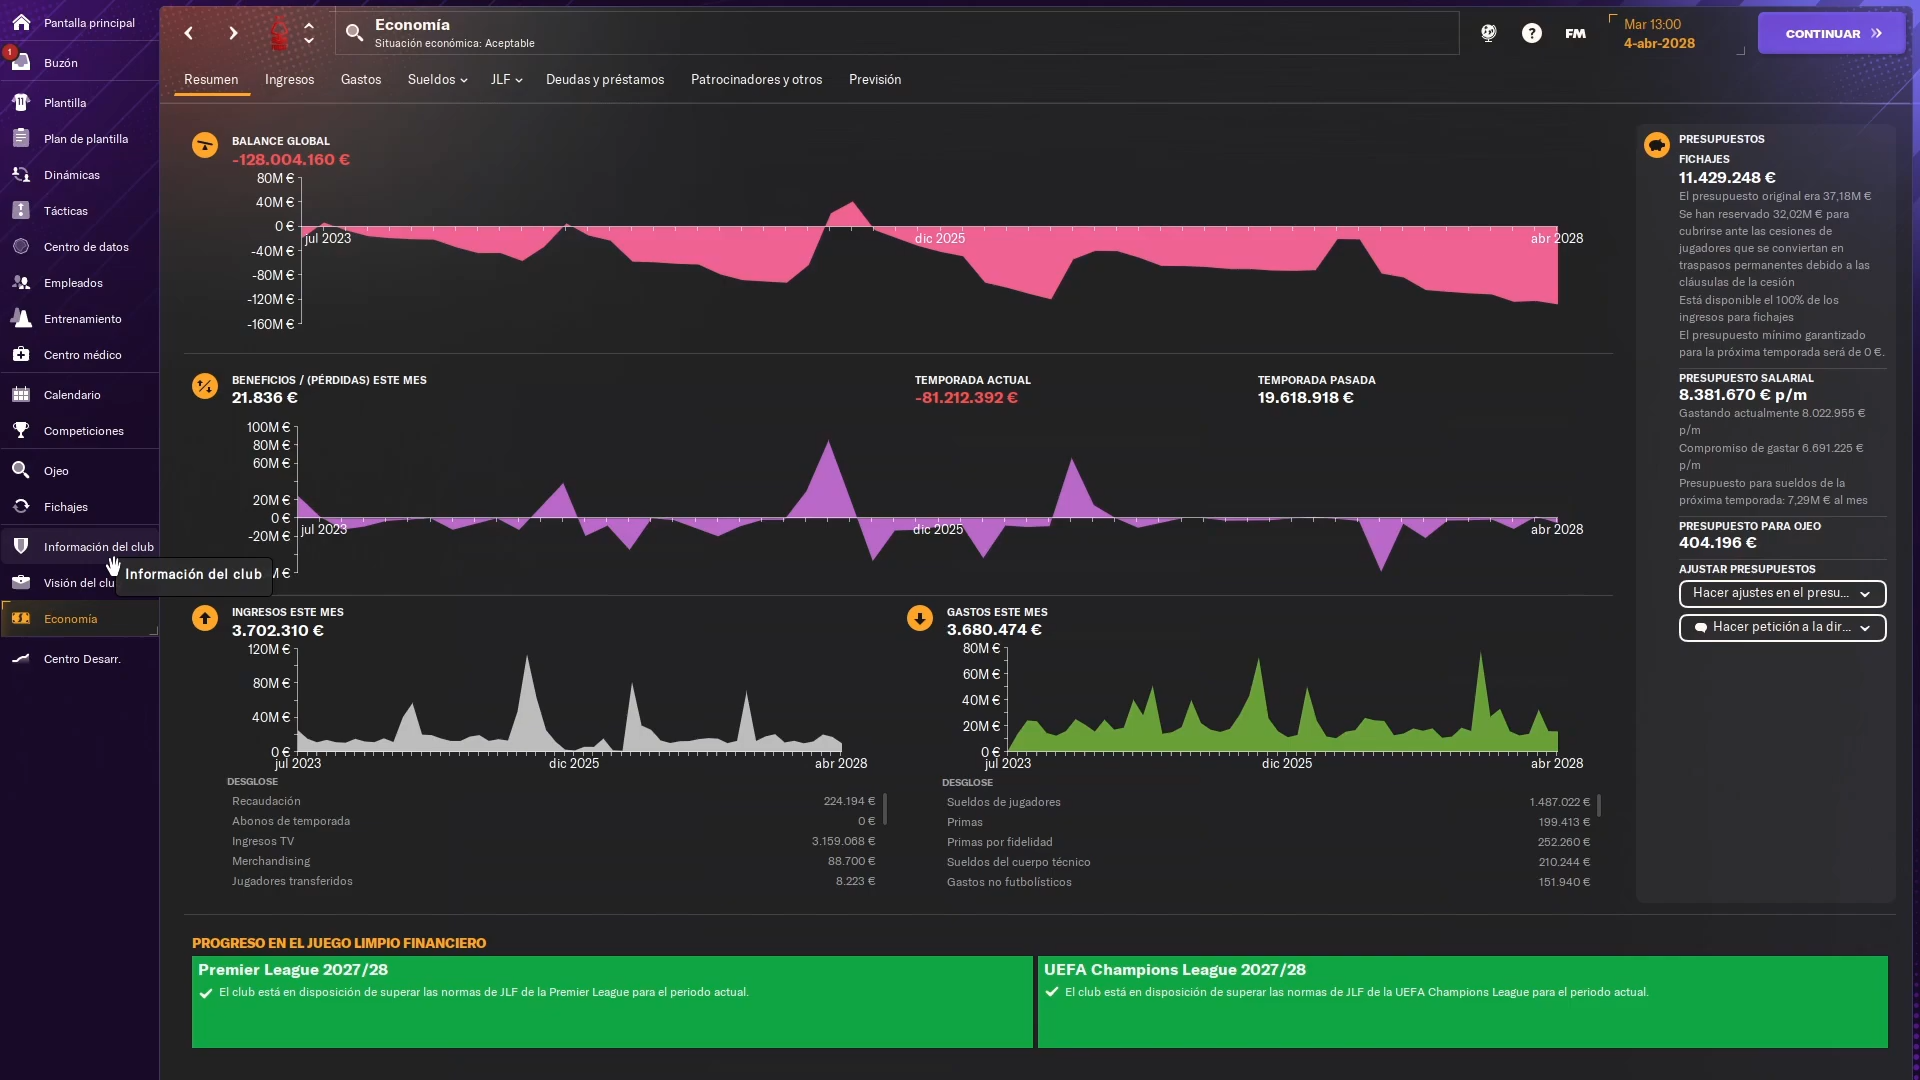 Pantalla principal
1
Buzón
Plantilla
Plan de plantilla
Dinámicas
Tácticas
Centro de datos
Empleados
Entrenamiento
Centro médico
Calendario
Competiciones
Ojeo
Fichajes
Información del club
Información del club
Visión del clu
Economía
Centro Desarr.
Economía
Situación económica: Aceptable
?
FM
Mar 13:00
4-abr-2028
CONTINUAR
Resumen
Ingresos
Gastos
Sueldos
JLF
Deudas y préstamos
Patrocinadores y otros
Previsión
BALANCE GLOBAL
-128.004.160 €
80M €
40M €
0 €
-40M €
-80M €
-120M €
-160M €
jul 2023
dic 2025
abr 2028
BENEFICIOS / (PÉRDIDAS) ESTE MES
21.836 €
TEMPORADA ACTUAL
-81.212.392 €
TEMPORADA PASADA
19.618.918 €
100M €
80M €
60M €
20M €
0 €
-20M €
M €
jul 2023
dic 2025
abr 2028
INGRESOS ESTE MES
3.702.310 €
120M €
80M €
40M €
0 €
jul 2023
dic 2025
abr 2028
DESGLOSE
Recaudación 224.194 €
Abonos de temporada 0 €
Ingresos TV 3.159.068 €
Merchandising 88.700 €
Jugadores transferidos 8.223 €
GASTOS ESTE MES
3.680.474 €
80M €
60M €
40M €
20M €
0 €
jul 2023
dic 2025
abr 2028
DESGLOSE
Sueldos de jugadores 1.487.022 €
Primas 199.413 €
Primas por fidelidad 252.260 €
Sueldos del cuerpo técnico 210.244 €
Gastos no futbolísticos 151.940 €
PRESUPUESTOS
FICHAJES
11.429.248 €
El presupuesto original era 37,18M €
Se han reservado 32,02M € para
cubrirse ante las cesiones de
jugadores que se conviertan en
traspasos permanentes debido a las
cláusulas de la cesión
Está disponible el 100% de los
ingresos para fichajes
El presupuesto mínimo garantizado
para la próxima temporada será de 0 €.
PRESUPUESTO SALARIAL
8.381.670 € p/m
Gastando actualmente 8.022.955 €
p/m
Compromiso de gastar 6.691.225 €
p/m
Presupuesto para sueldos de la
próxima temporada: 7,29M € al mes
PRESUPUESTO PARA OJEO
404.196 €
AJUSTAR PRESUPUESTOS
Hacer ajustes en el presu...
Hacer petición a la dir...
PROGRESO EN EL JUEGO LIMPIO FINANCIERO
Premier League 2027/28
El club está en disposición de superar las normas de JLF de la Premier League para el periodo actual.
UEFA Champions League 2027/28
El club está en disposición de superar las normas de JLF de la UEFA Champions League para el periodo actual.